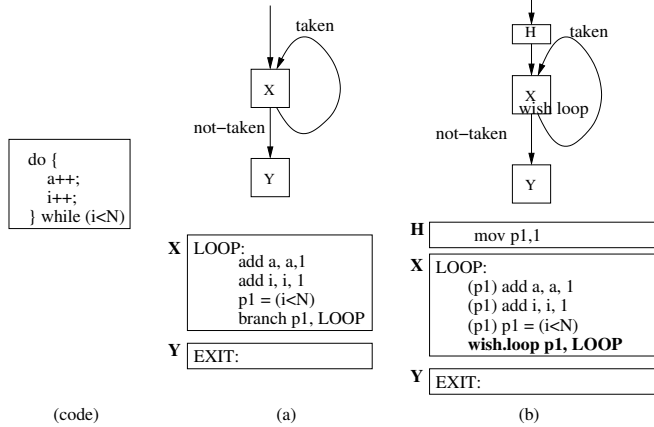 do {
a++;
i++;
} while (i<N)
(code)
taken
X
not−taken
Y
X
LOOP:
add a, a,1
add i, i, 1
p1 = (i<N)
branch p1, LOOP
Y
EXIT:
(a)
H
taken
X
wish loop
not−taken
Y
H
mov p1,1
X
LOOP:
(p1) add a, a, 1
(p1) add i, i, 1
(p1) p1 = (i<N)
wish.loop p1, LOOP
Y
EXIT:
(b)